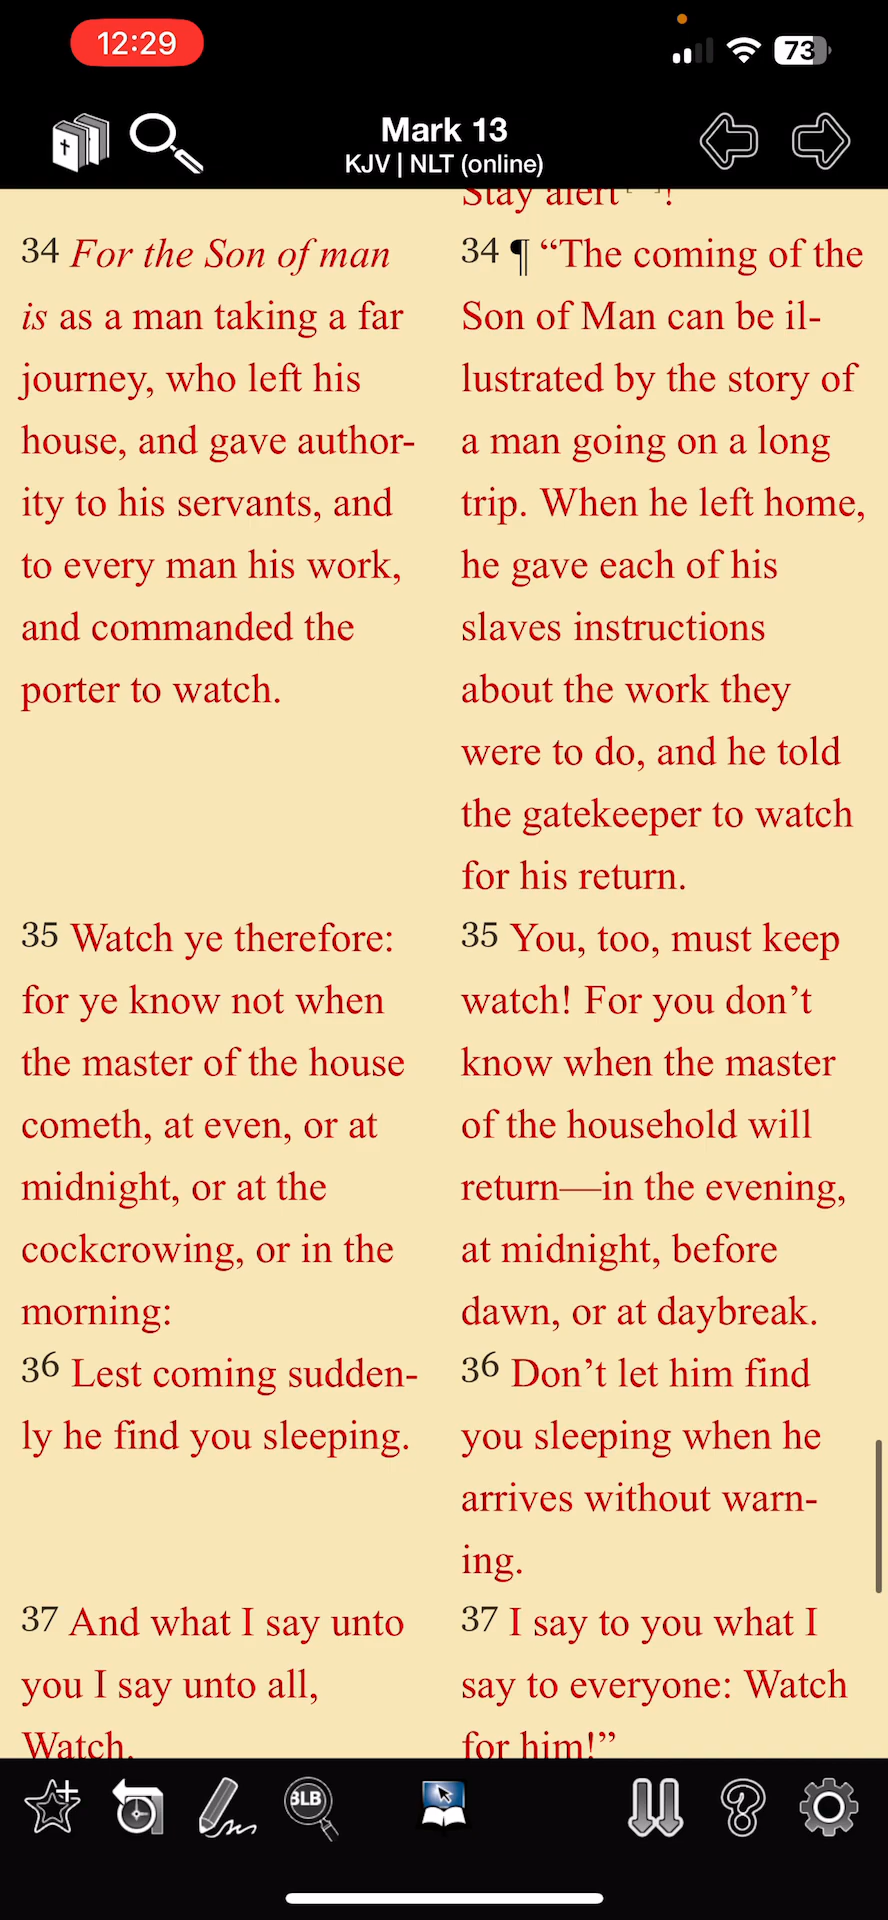 12:29
73
Mark 13
KJV | NLT (online)
Stay alert[ ]!
34 For the Son of man
is as a man taking a far
journey, who left his
house, and gave author-
ity to his servants, and
to every man his work,
and commanded the
porter to watch.
34 ¶ “The coming of the
Son of Man can be il-
lustrated by the story of
a man going on a long
trip. When he left home,
he gave each of his
slaves instructions
about the work they
were to do, and he told
the gatekeeper to watch
for his return.
35 Watch ye therefore:
for ye know not when
the master of the house
cometh, at even, or at
midnight, or at the
cockcrowing, or in the
morning:
35 You, too, must keep
watch! For you don’t
know when the master
of the household will
return—in the evening,
at midnight, before
dawn, or at daybreak.
36 Lest coming sudden-
ly he find you sleeping.
36 Don’t let him find
you sleeping when he
arrives without warn-
ing.
37 And what I say unto
you I say unto all,
Watch.
37 I say to you what I
say to everyone: Watch
for him!”
BLB